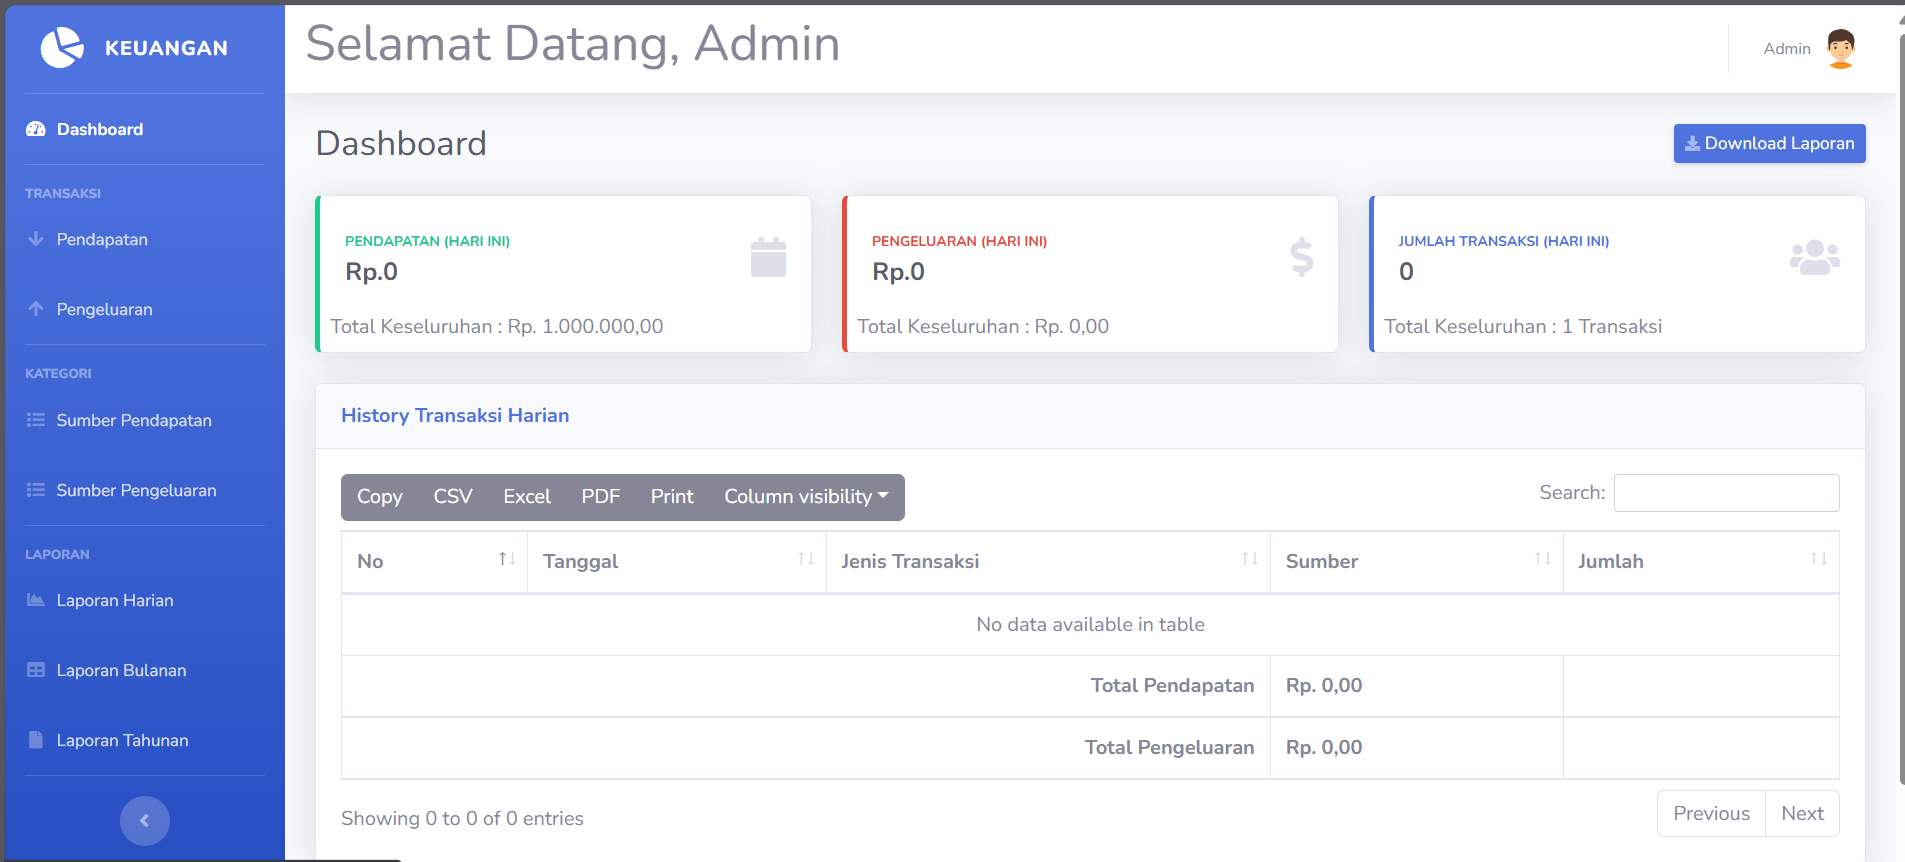 KEUANGAN
Dashboard
TRANSAKSI
Pendapatan
Pengeluaran
KATEGORI
Sumber Pendapatan
Sumber Pengeluaran
LAPORAN
Laporan Harian
Laporan Bulanan
Laporan Tahunan
Selamat Datang, Admin
Admin
Dashboard
Download Laporan
PENDAPATAN (HARI INI)
Rp.0
Total Keseluruhan : Rp. 1.000.000,00
PENGELUARAN (HARI INI)
Rp.0
Total Keseluruhan : Rp. 0,00
JUMLAH TRANSAKSI (HARI INI)
0
Total Keseluruhan : 1 Transaksi
History Transaksi Harian
Copy CSV Excel PDF Print Column visibility
Search:
No Tanggal Jenis Transaksi Sumber Jumlah
No data available in table
Total Pendapatan Rp. 0,00
Total Pengeluaran Rp. 0,00
Showing 0 to 0 of 0 entries
Previous Next